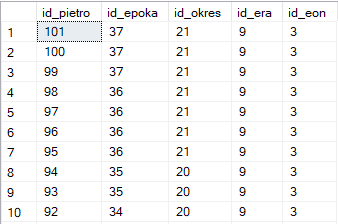 id_pietro id_epoka id_okres id_era id_eon
1 101 37 21 9 3
2 100 37 21 9 3
3 99 37 21 9 3
4 98 36 21 9 3
5 97 36 21 9 3
6 96 36 21 9 3
7 95 36 21 9 3
8 94 35 20 9 3
9 93 35 20 9 3
10 92 34 20 9 3